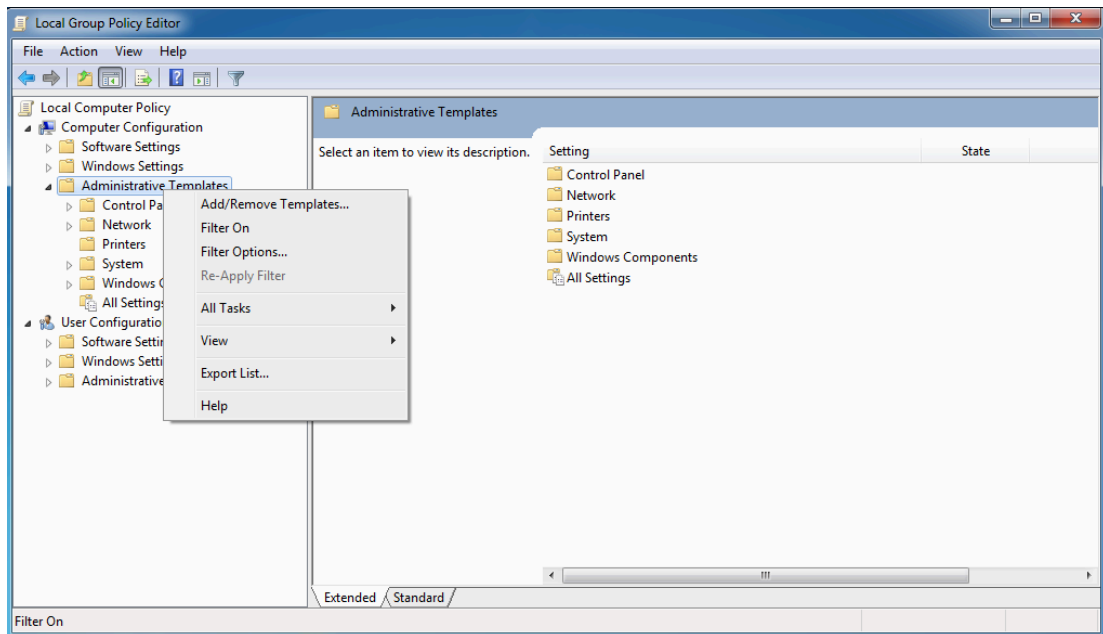 Local Group Policy Editor
File Action View Help
Local Computer Policy
Computer Configuration
Software Settings
Windows Settings
Administrative Templates
Control Pa
Network
Printers
System
Windows C
All Settings
User Configuratio
Software Settin
Windows Setti
Administrative
Add/Remove Templates...
Filter On
Filter Options...
Re-Apply Filter
All Tasks
View
Export List...
Help
Administrative Templates
Select an item to view its description.
Setting State
Control Panel
Network
Printers
System
Windows Components
All Settings
Extended Standard
Filter On